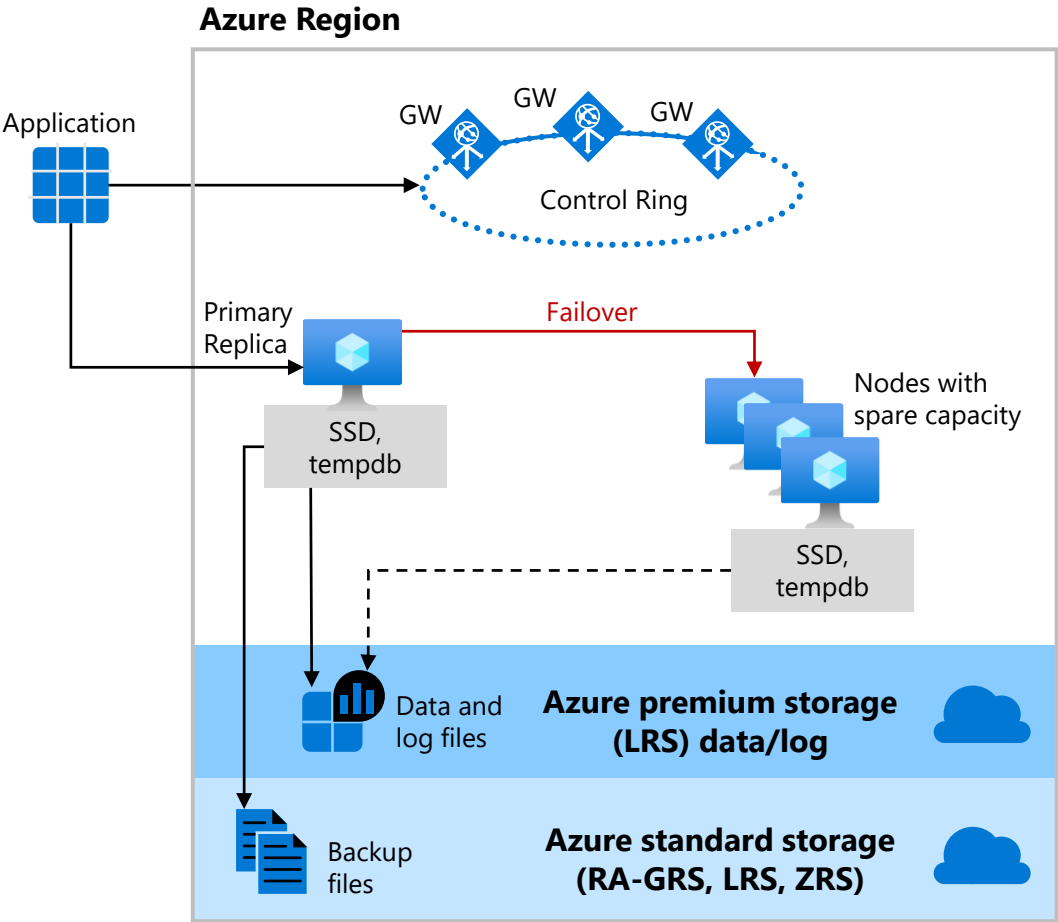 Azure Region
GW
GW
GW
Application
Control Ring
Primary
Replica
Failover
Nodes with
spare capacity
SSD,
tempdb
SSD,
tempdb
Data and
log files
Azure premium storage
(LRS) data/log
Backup
files
Azure standard storage
(RA-GRS, LRS, ZRS)